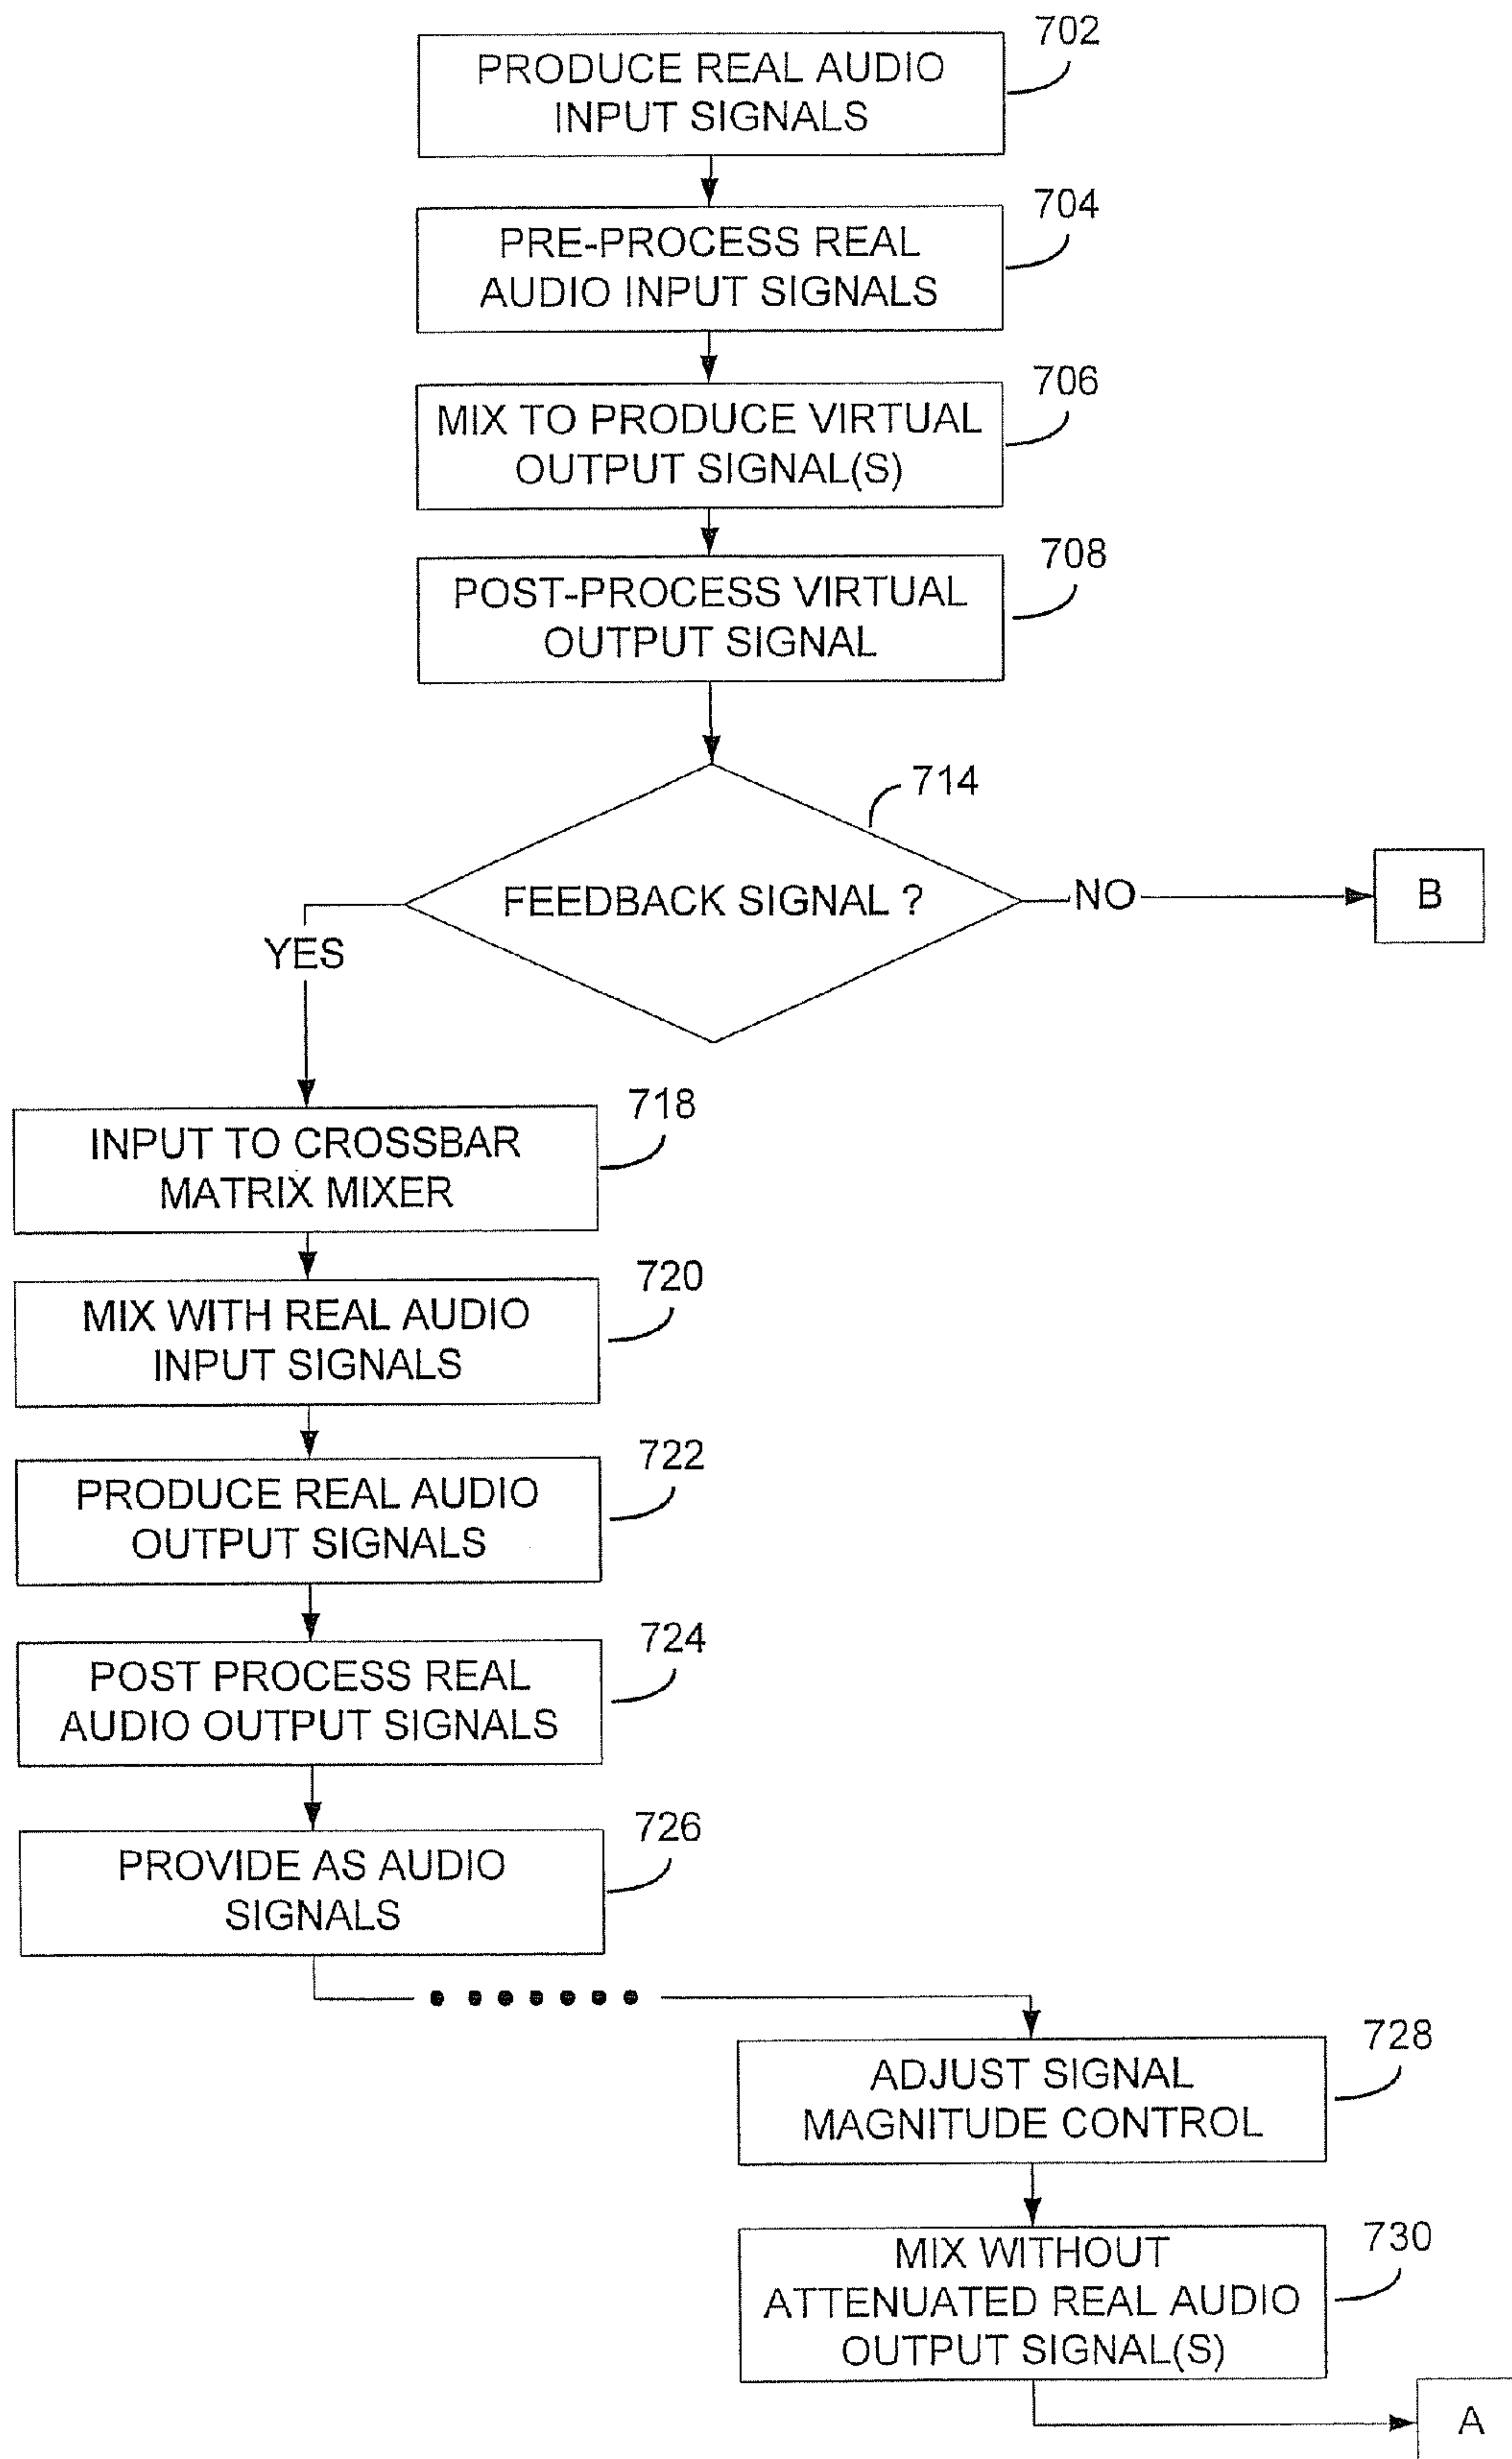 702
PRODUCE REAL AUDIO
INPUT SIGNALS
704
PRE-PROCESS REAL
AUDIO INPUT SIGNALS
706
MIX TO PRODUCE VIRTUAL
OUTPUT SIGNAL(S)
708
POST-PROCESS VIRTUAL
OUTPUT SIGNAL
714
FEEDBACK SIGNAL ?
NO
B
YES
718
INPUT TO CROSSBAR
MATRIX MIXER
720
MIX WITH REAL AUDIO
INPUT SIGNALS
722
PRODUCE REAL AUDIO
OUTPUT SIGNALS
724
POST PROCESS REAL
AUDIO OUTPUT SIGNALS
726
PROVIDE AS AUDIO
SIGNALS
728
ADJUST SIGNAL
MAGNITUDE CONTROL
730
MIX WITHOUT
ATTENUATED REAL AUDIO
OUTPUT SIGNAL(S)
A